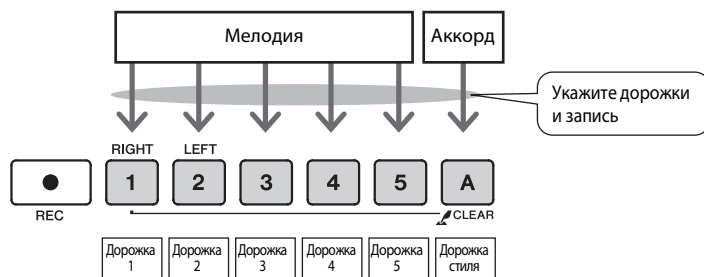 Мелодия
Аккорд
Укажите дорожки
и запись
RIGHT
LEFT
1
2
3
4
5
A
REC
CLEAR
Дорожка
1
Дорожка
2
Дорожка
3
Дорожка
4
Дорожка
5
Дорожка
стиля